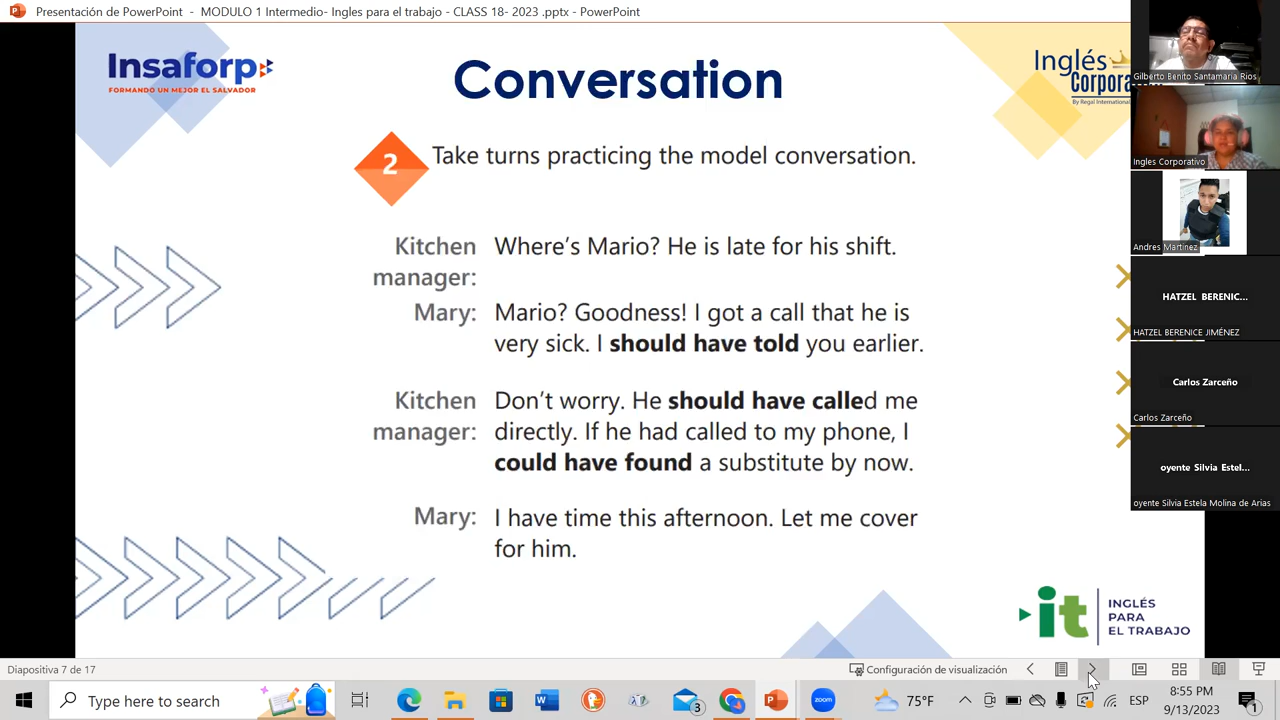 Presentación de PowerPoint - MODULO 1 Intermedio- Ingles para el trabajo - CLASS 18- 2023 .pptx - PowerPoint
Insaforp
FORMANDO UN MEJOR EL SALVADOR
Conversation
Inglés
Corporativo
By Regal International
2
Take turns practicing the model conversation.
Kitchen manager: Where's Mario? He is late for his shift.
Mary: Mario? Goodness! I got a call that he is
very sick. I should have told you earlier.
Kitchen manager: Don't worry. He should have called me
directly. If he had called to my phone, I
could have found a substitute by now.
Mary: I have time this afternoon. Let me cover
for him.
it
INGLÉS
PARA
EL TRABAJO
Gilberto Benito Santamaria Rios
Ingles Corporativo
Andres Martinez
HATZEL BERENIC...
HATZEL BERENICE JIMÉNEZ
Carlos Zarceño
Carlos Zarceño
oyente Silvia Estel...
oyente Silvia Estela Molina de Arias
Diapositiva 7 de 17
Configuración de visualización
Type here to search
3
75°F
ESP
8:55 PM
9/13/2023
1